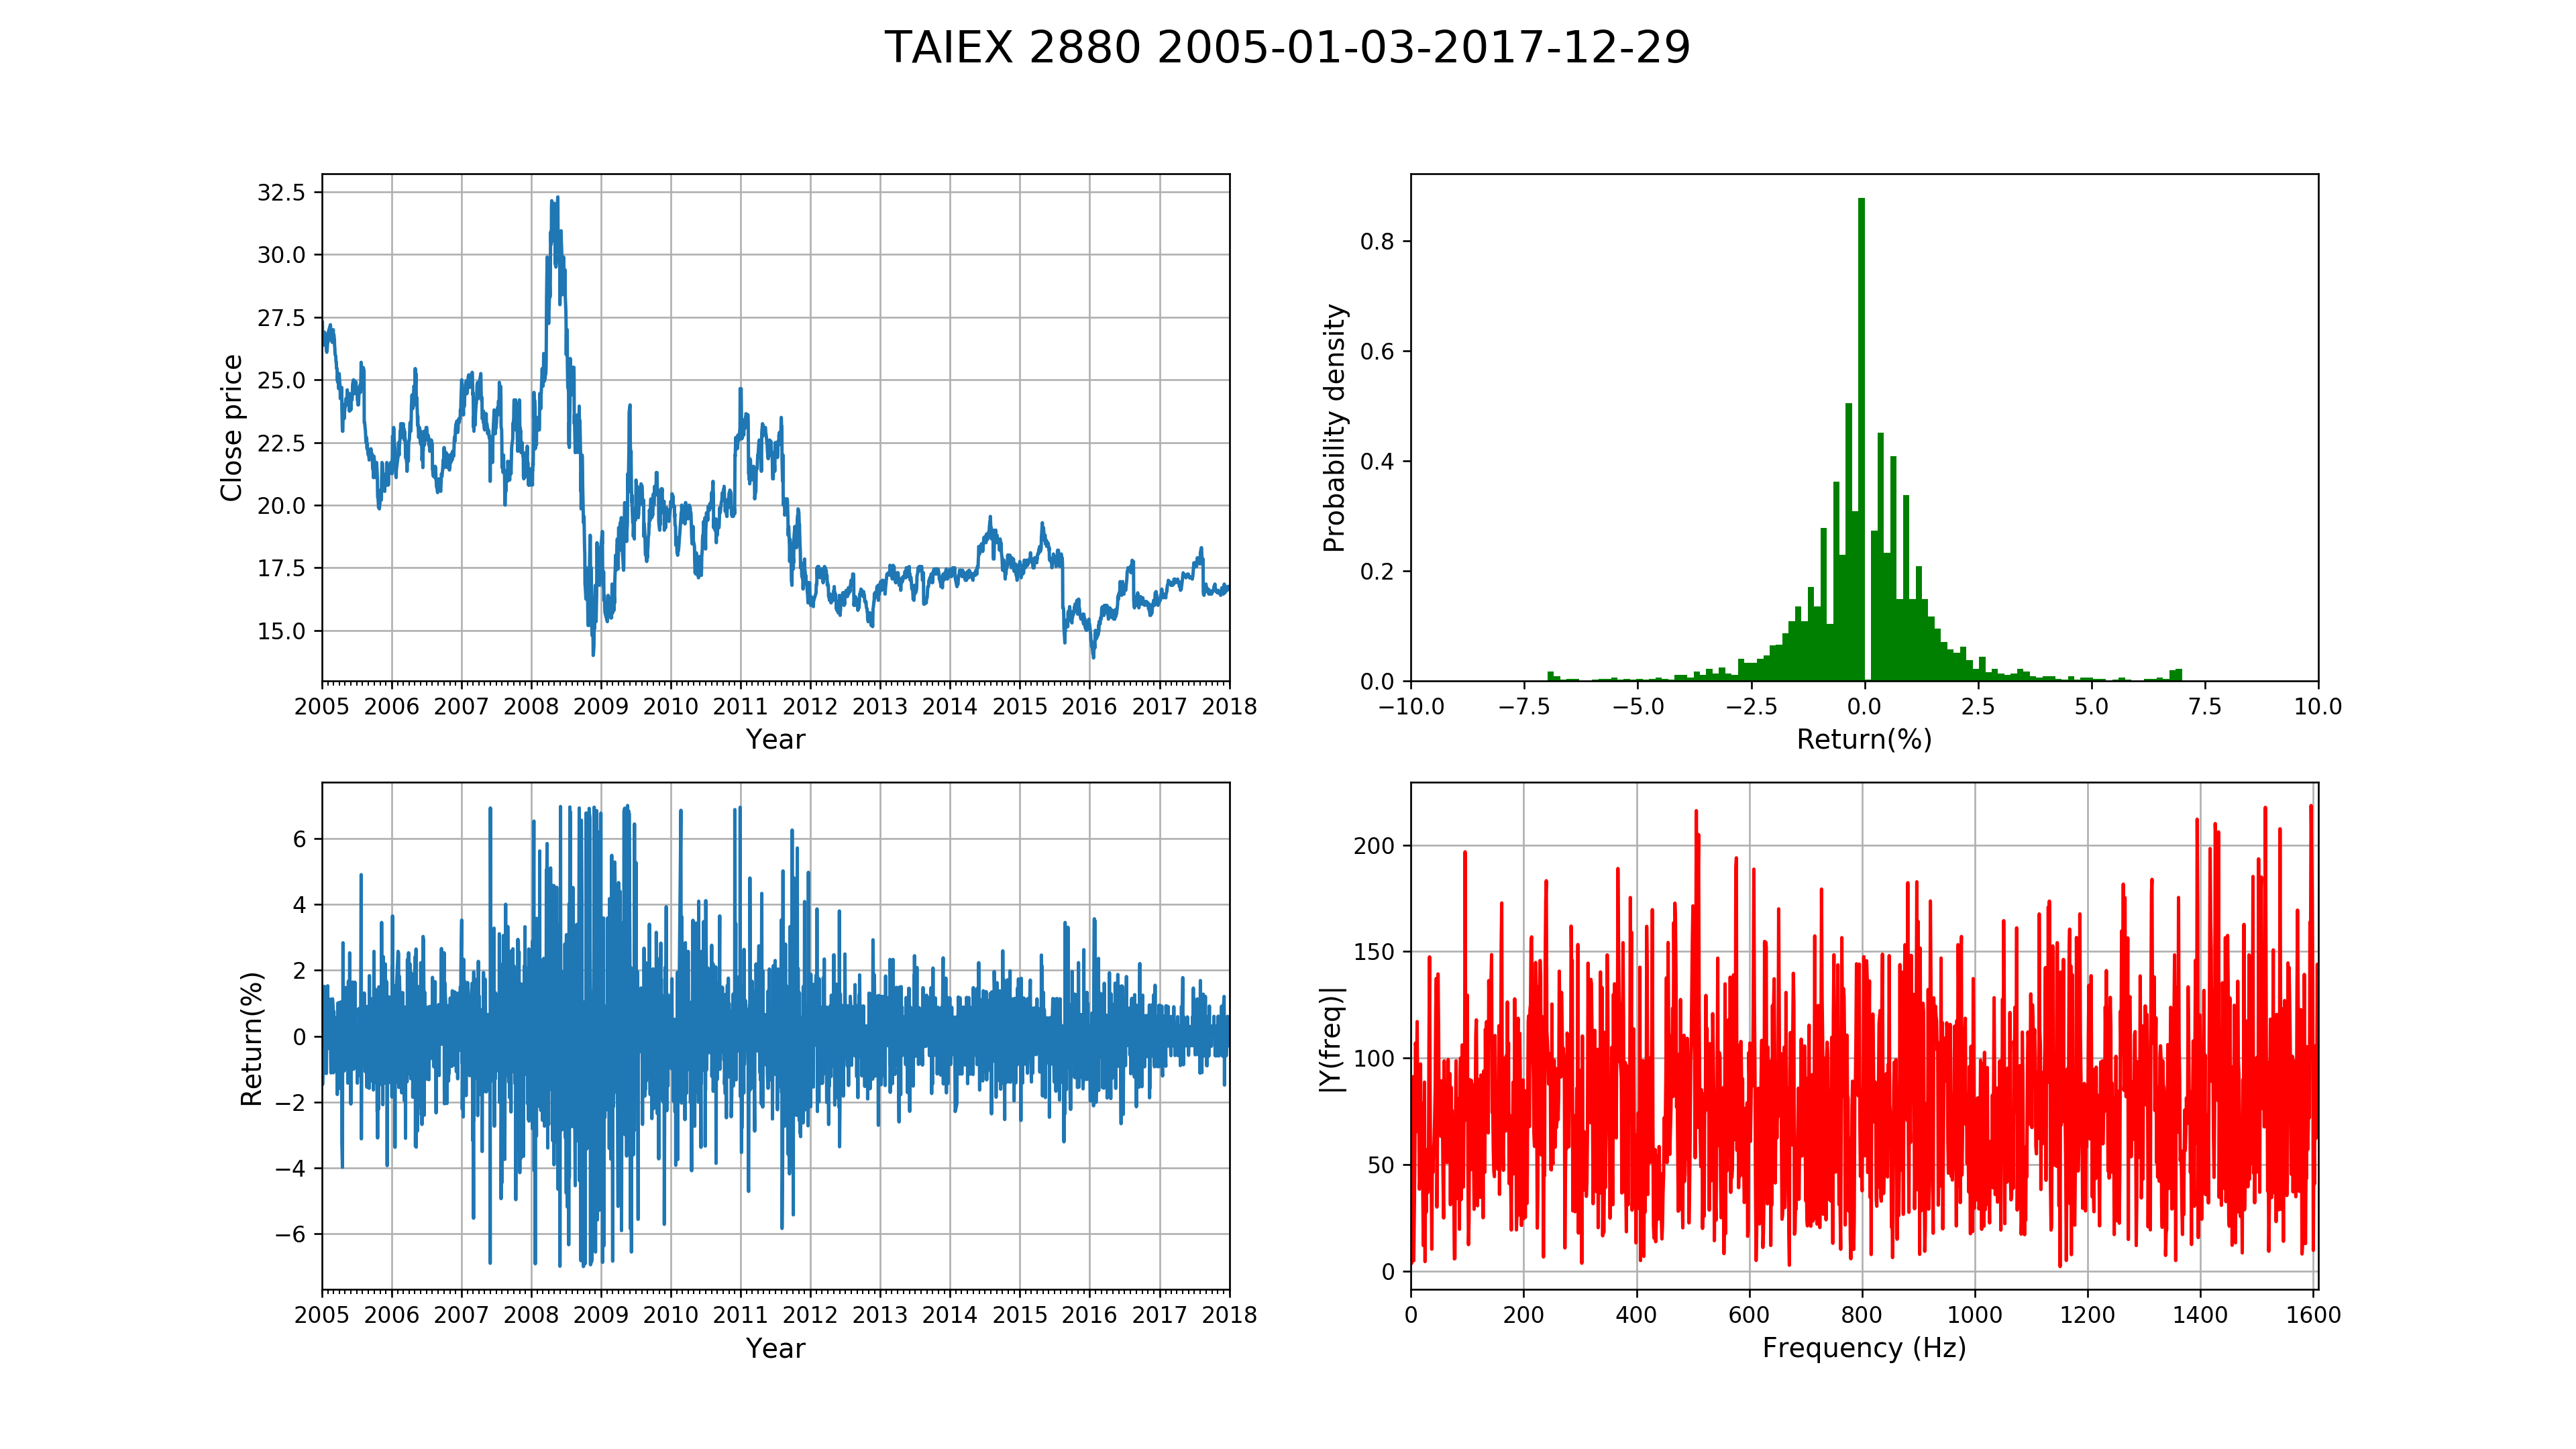 TAIEX 2880 2005-01-03-2017-12-29
Close price
32.5
30.0
27.5
25.0
22.5
20.0
17.5
15.0
2005 2006 2007 2008 2009 2010 2011 2012 2013 2014 2015 2016 2017 2018
Year
Probability density
0.8
0.6
0.4
0.2
0.0
−10.0 −7.5 −5.0 −2.5 0.0 2.5 5.0 7.5 10.0
Return(%)
Return(%)
6
4
2
0
−2
−4
−6
2005 2006 2007 2008 2009 2010 2011 2012 2013 2014 2015 2016 2017 2018
Year
|Y(freq)|
200
150
100
50
0
0 200 400 600 800 1000 1200 1400 1600
Frequency (Hz)